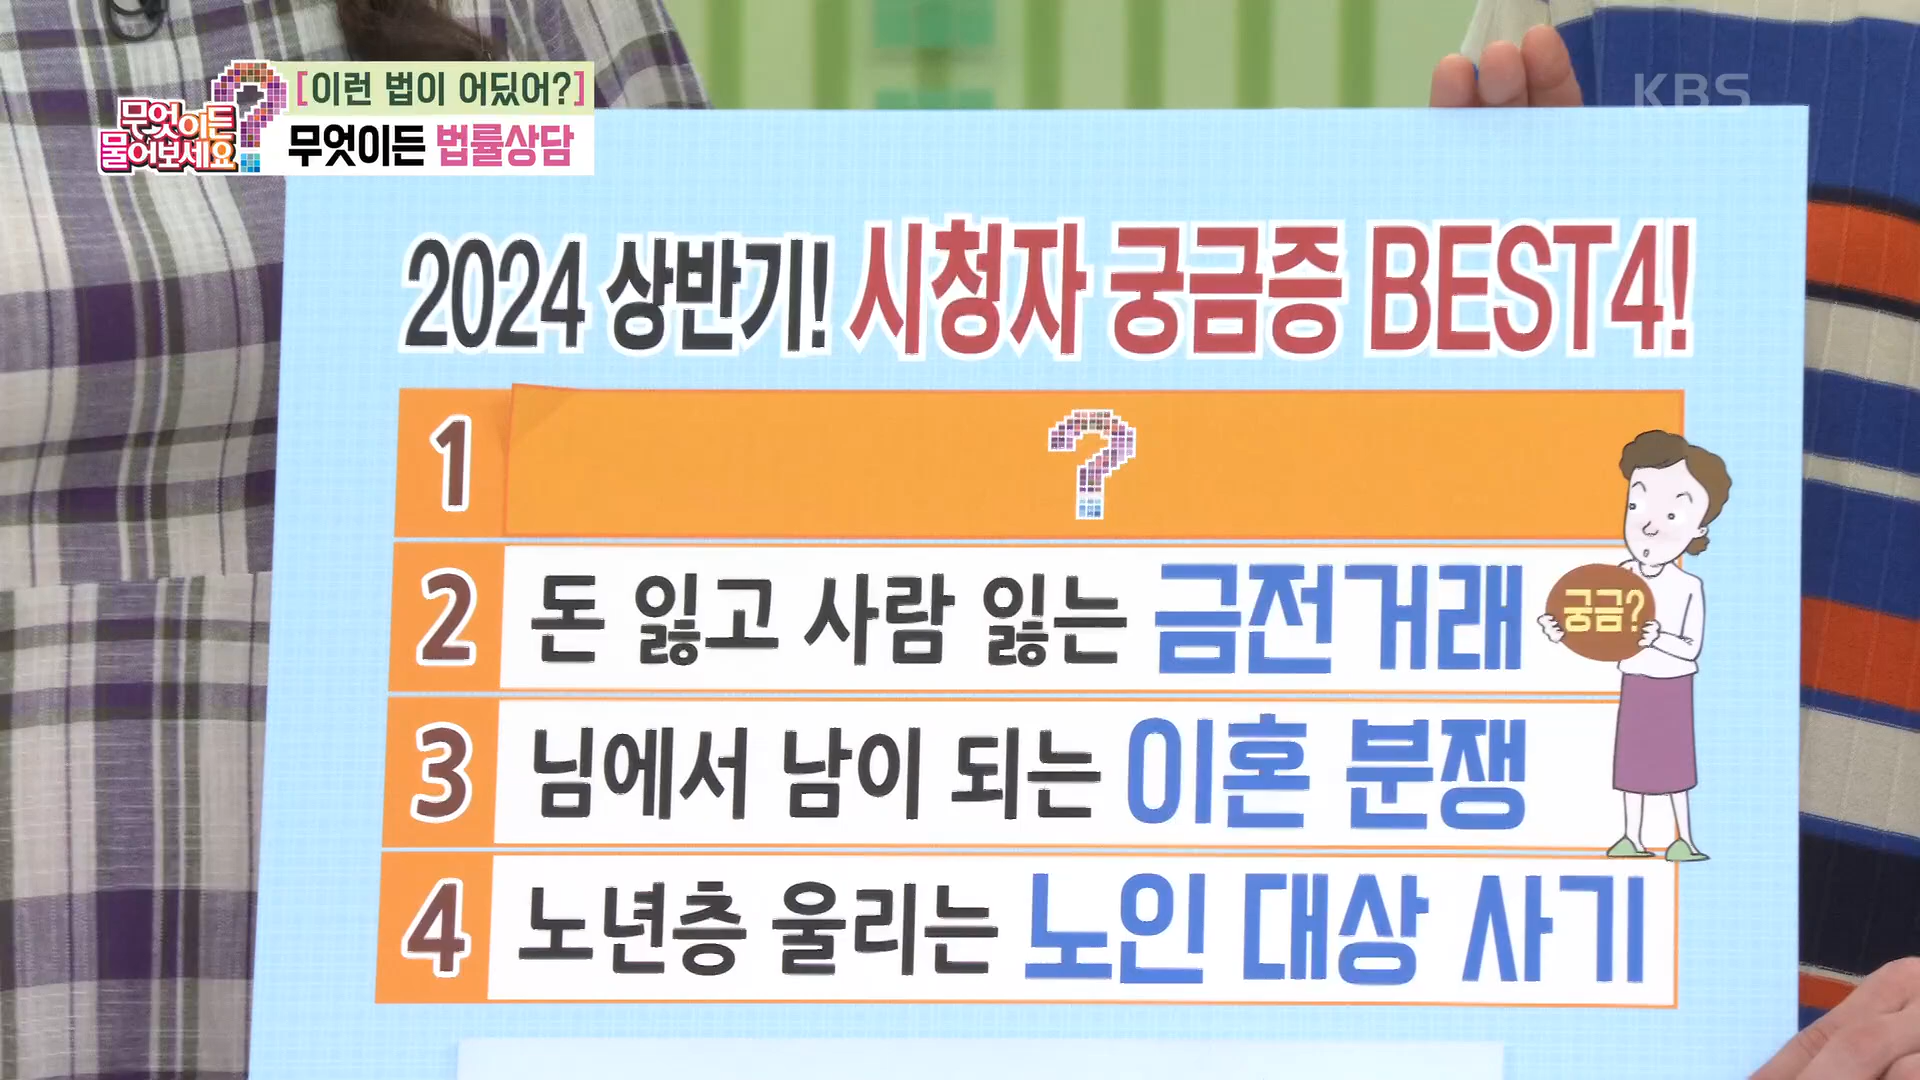 [이런 법이 어딨어?]
무엇이든
물어보세요
?
무엇이든 법률상담
KBS
2024 상반기! 시청자 궁금증 BEST4!
1 ?
2 돈 잃고 사람 잃는 금전거래
궁금?
3 님에서 남이 되는 이혼 분쟁
4 노년층 울리는 노인 대상 사기